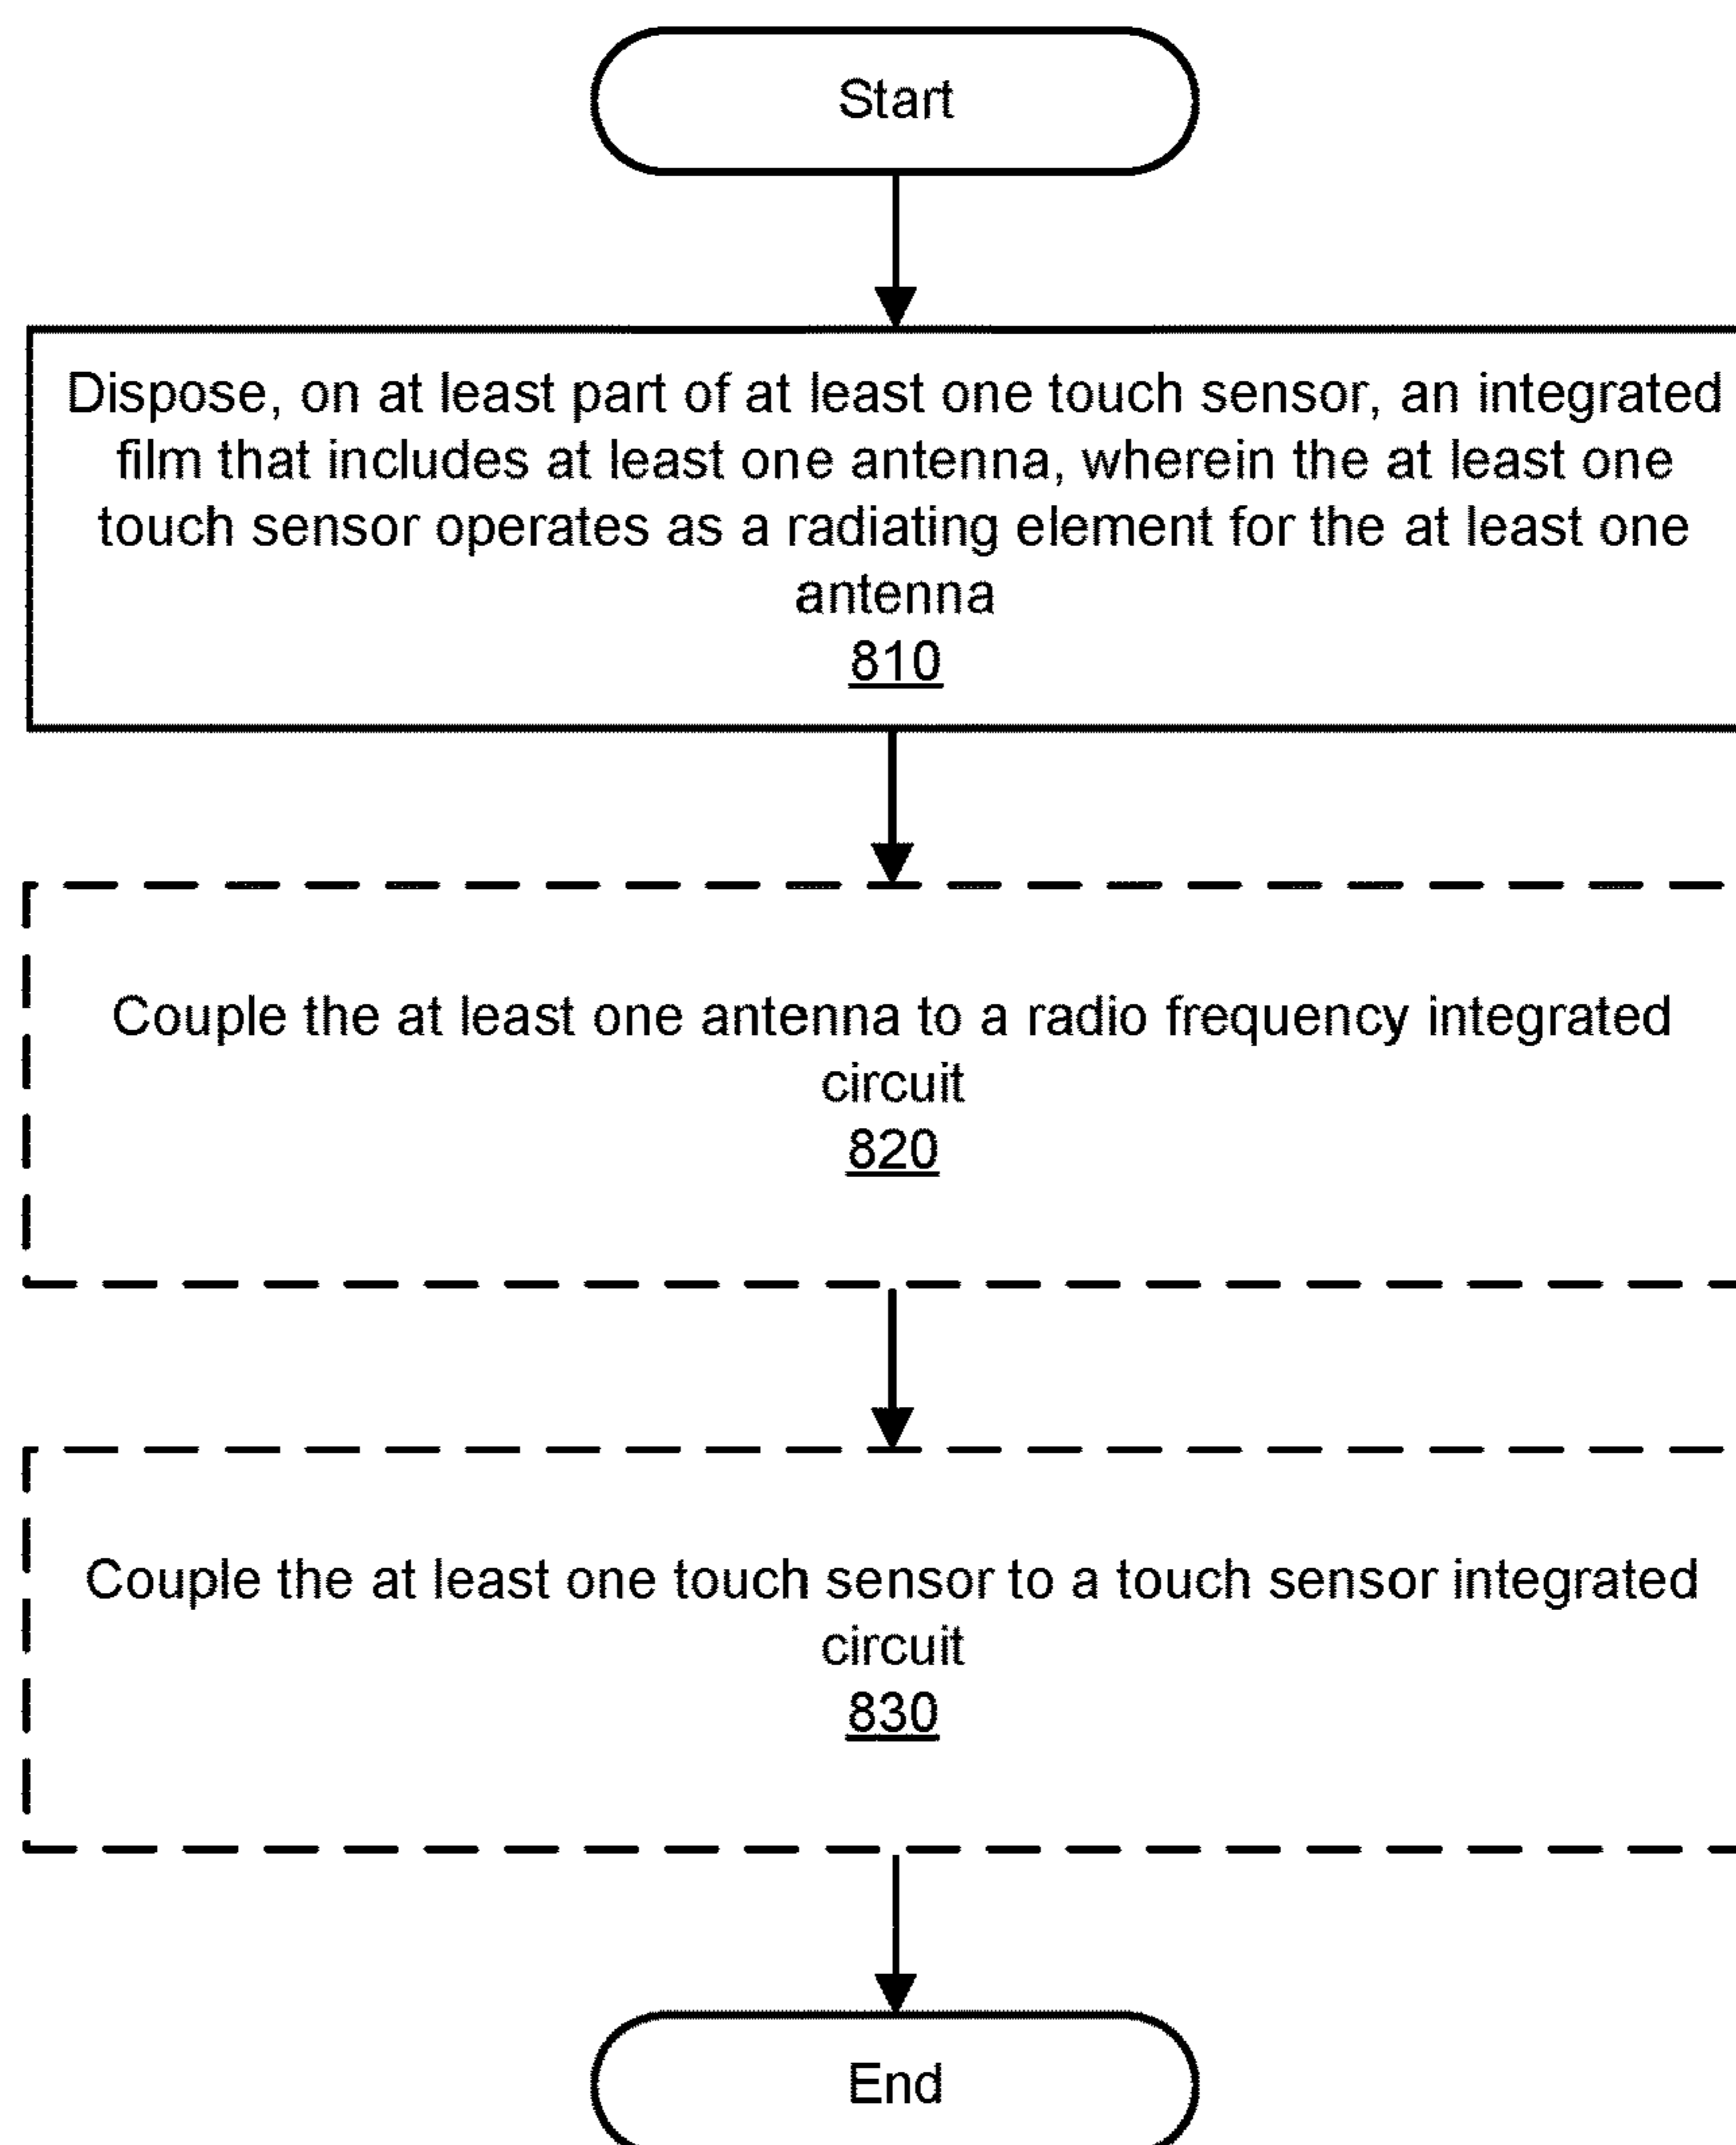 Start
Dispose, on at least part of at least one touch sensor, an integrated
film that includes at least one antenna, wherein the at least one
touch sensor operates as a radiating element for the at least one
antenna
810
Couple the at least one antenna to a radio frequency integrated
circuit
820
Couple the at least one touch sensor to a touch sensor integrated
circuit
830
End